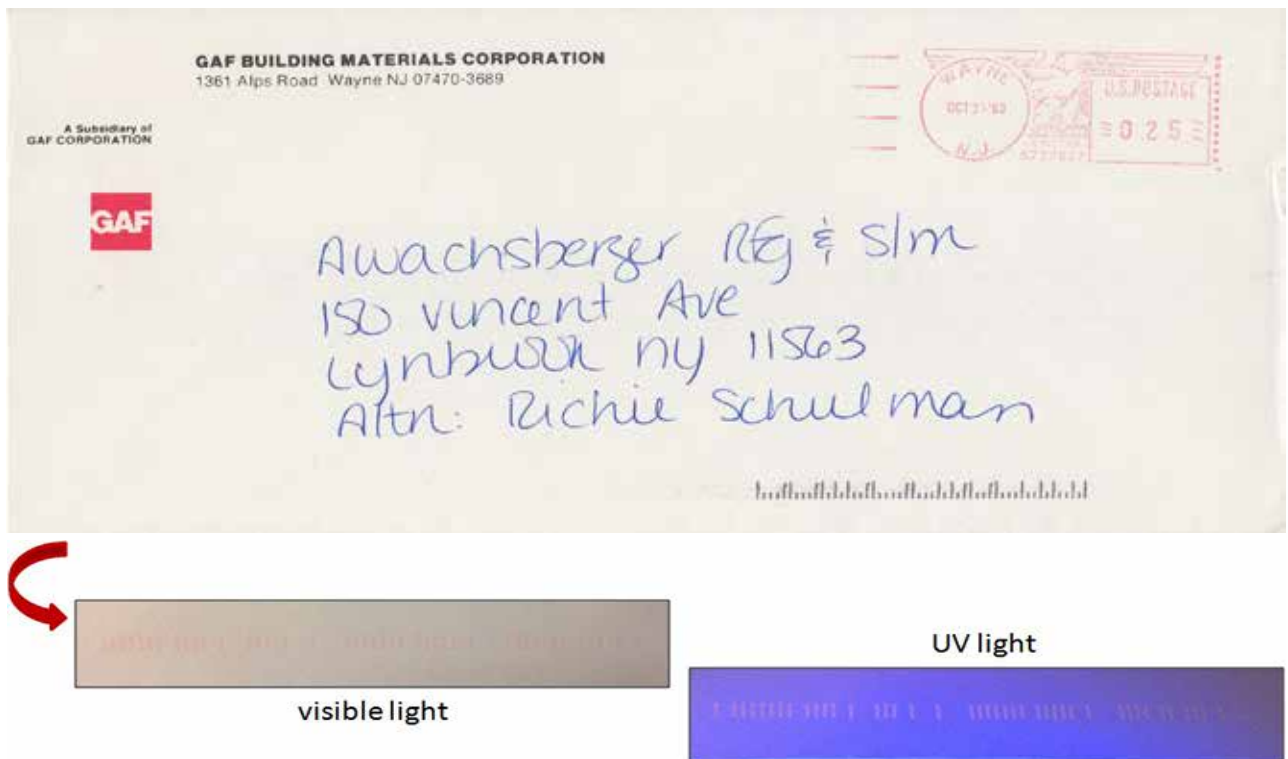 GAF BUILDING MATERIALS CORPORATION
1361 Alps Road Wayne NJ 07470-3689
A Subsidiary of
GAF CORPORATION
GAF
WAYNE
N.J.
U.S. POSTAGE
025
Awachsberger Rfg & S/m
150 Vincent Ave
Lynbrook ny 11563
Attn: Richie Schulman
visible light
UV light